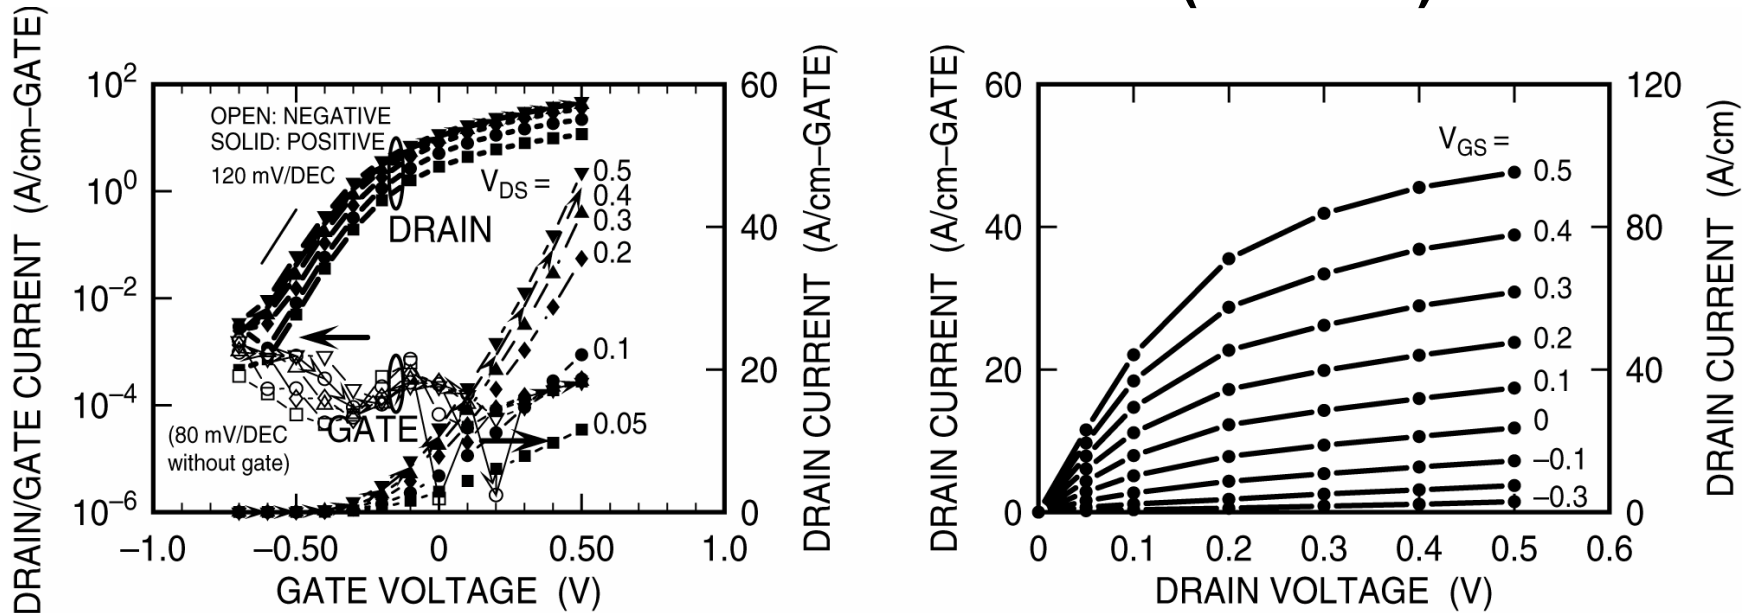 DRAIN/GATE CURRENT (A/cm–GATE)
10² 10⁰ 10⁻² 10⁻⁴ 10⁻⁶
OPEN: NEGATIVE
SOLID: POSITIVE
120 mV/DEC
DRAIN
GATE
(80 mV/DEC
without gate)
V_DS =
0.5
0.4
0.3
0.2
0.1
0.05
–1.0 –0.50 0 0.50 1.0
GATE VOLTAGE (V)
60 40 20 0
DRAIN CURRENT (A/cm–GATE)
DRAIN CURRENT (A/cm–GATE)
60 40 20 0
V_GS =
0.5
0.4
0.3
0.2
0.1
0
–0.1
–0.3
0 0.1 0.2 0.3 0.4 0.5 0.6
DRAIN VOLTAGE (V)
120 80 40 0
DRAIN CURRENT (A/cm)